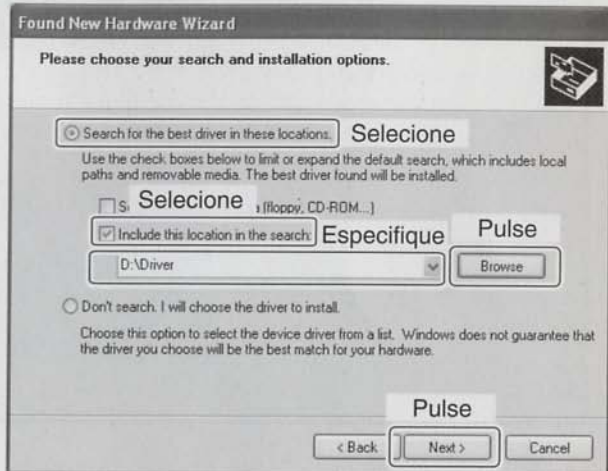 Found New Hardware Wizard
Please choose your search and installation options.
Search for the best driver in these locations. Selecione
Use the check boxes below to limit or expand the default search, which includes local
paths and removable media. The best driver found will be installed.
Selecione (floppy, CD-ROM...)
Include this location in the search: Especifique Pulse
D:\Driver Browse
Don't search. I will choose the driver to install.
Choose this option to select the device driver from a list. Windows does not guarantee that
the driver you choose will be the best match for your hardware.
Pulse
< Back Next > Cancel